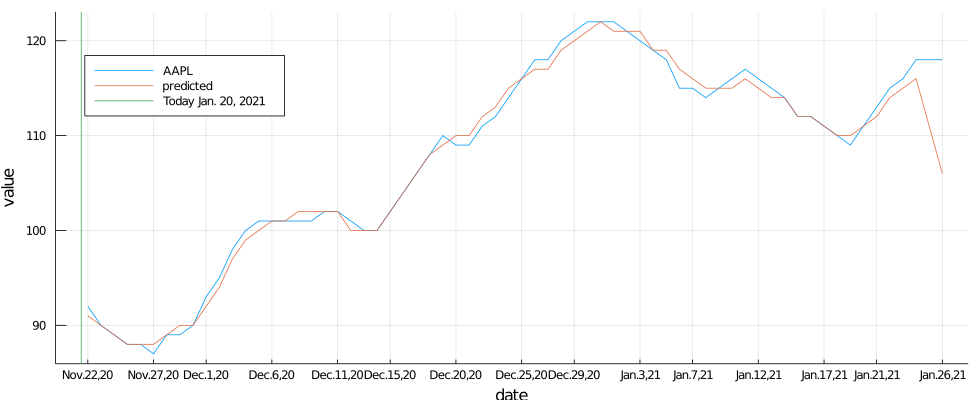 120
110
100
90
value
AAPL
predicted
Today Jan. 20, 2021
Nov.22,20 Nov.27,20 Dec.1,20 Dec.6,20 Dec.11,20 Dec.15,20 Dec.20,20 Dec.25,20 Dec.29,20 Jan.3,21 Jan.7,21 Jan.12,21 Jan.17,21 Jan.21,21 Jan.26,21
date